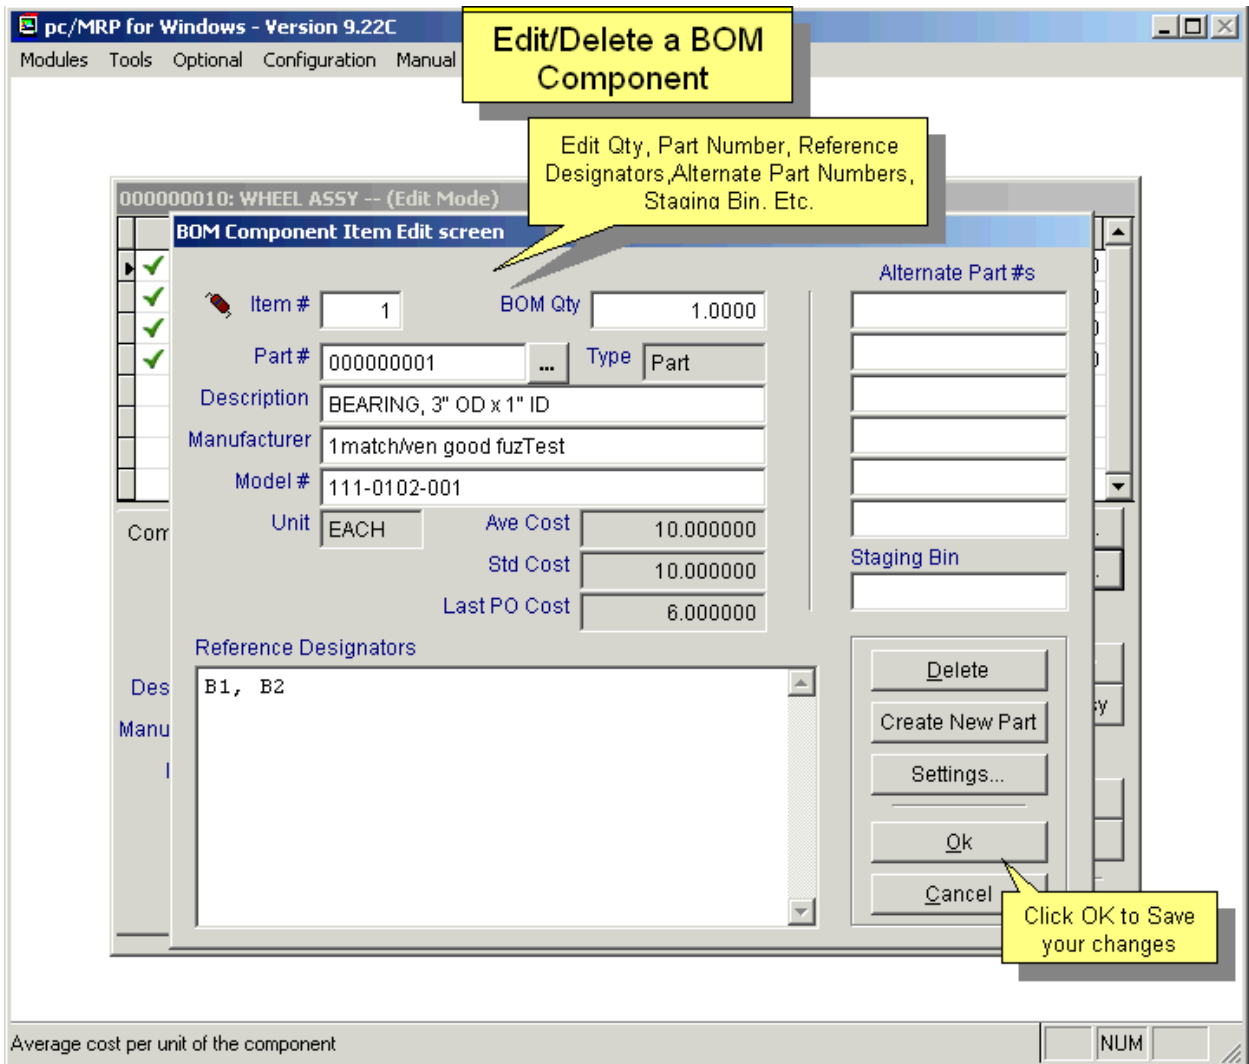 pc/MRP for Windows - Version 9.22C
Edit/Delete a BOM
Component
Modules Tools Optional Configuration Manual
Edit Qty, Part Number, Reference
Designators,Alternate Part Numbers,
Staging Bin, Etc.
000000010: WHEEL ASSY -- (Edit Mode)
BOM Component Item Edit screen
Alternate Part #s
Item # 1 BOM Qty 1.0000
Part # 000000001 ... Type Part
Description BEARING, 3" OD x 1" ID
Manufacturer 1match/ven good fuzTest
Model # 111-0102-001
Unit EACH Ave Cost 10.000000
Std Cost 10.000000
Last PO Cost 6.000000
Staging Bin
Com
Reference Designators
B1, B2
Des
Manu
Delete
Create New Part
Settings...
Ok
Cancel
Click OK to Save
your changes
Average cost per unit of the component NUM